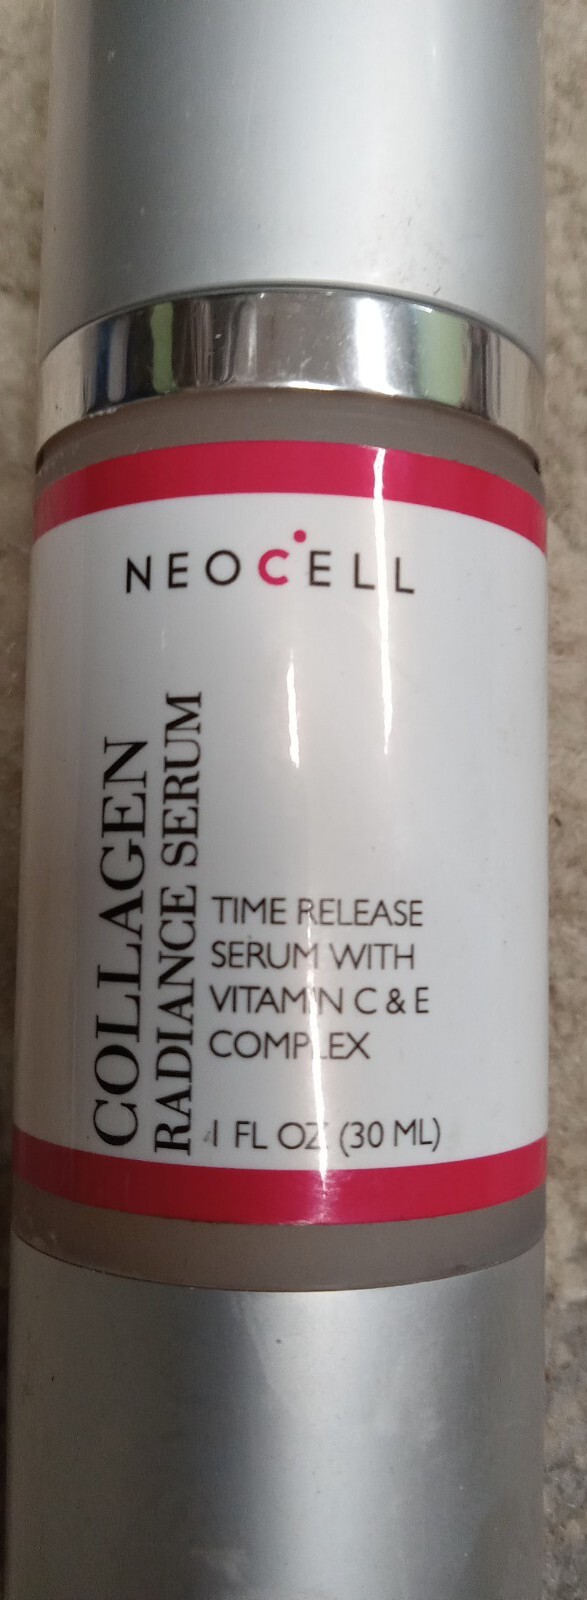 NEOCELL
COLLAGEN
RADIANCE SERUM
TIME RELEASE
SERUM WITH
VITAMIN C & E
COMPLEX
1 FL OZ (30 ML)